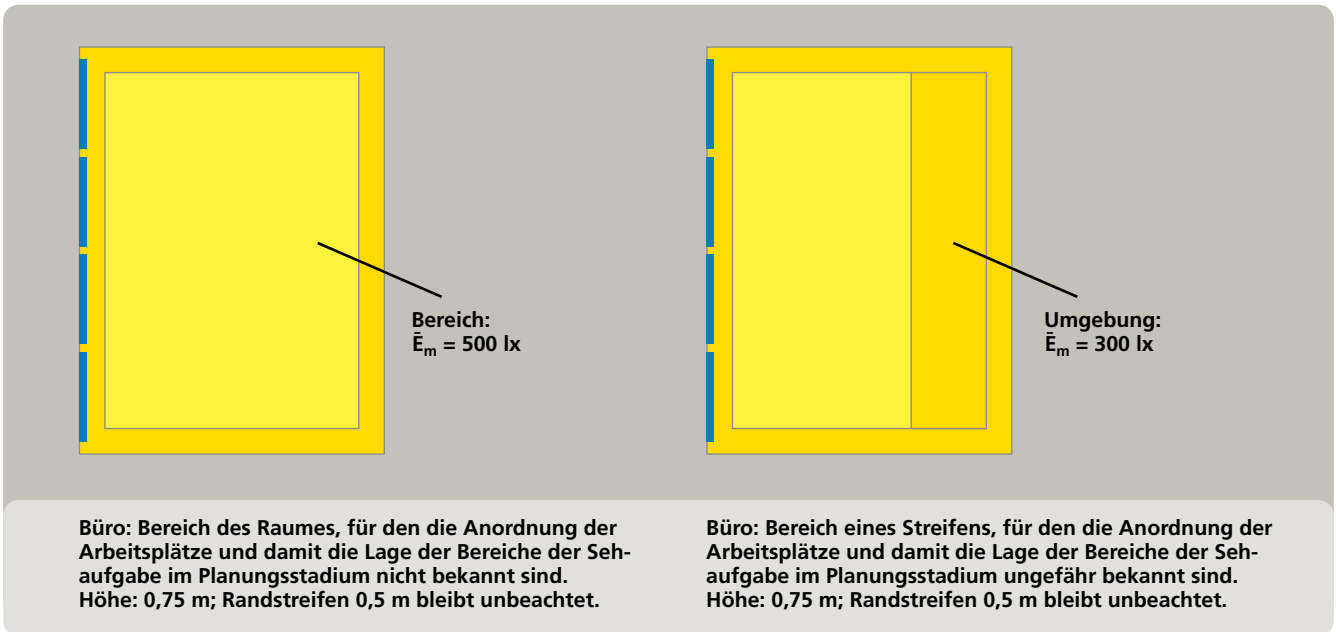 Bereich:
Ēm = 500 lx
Umgebung:
Ēm = 300 lx
Büro: Bereich des Raumes, für den die Anordnung der
Arbeitsplätze und damit die Lage der Bereiche der Seh-
aufgabe im Planungsstadium nicht bekannt sind.
Höhe: 0,75 m; Randstreifen 0,5 m bleibt unbeachtet.
Büro: Bereich eines Streifens, für den die Anordnung der
Arbeitsplätze und damit die Lage der Bereiche der Seh-
aufgabe im Planungsstadium ungefähr bekannt sind.
Höhe: 0,75 m; Randstreifen 0,5 m bleibt unbeachtet.